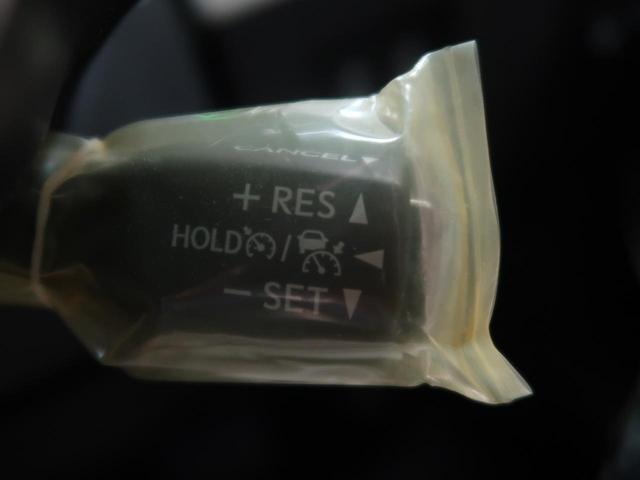 CANCEL ▼
+ RES ▲
HOLD / ◀
− SET ▼